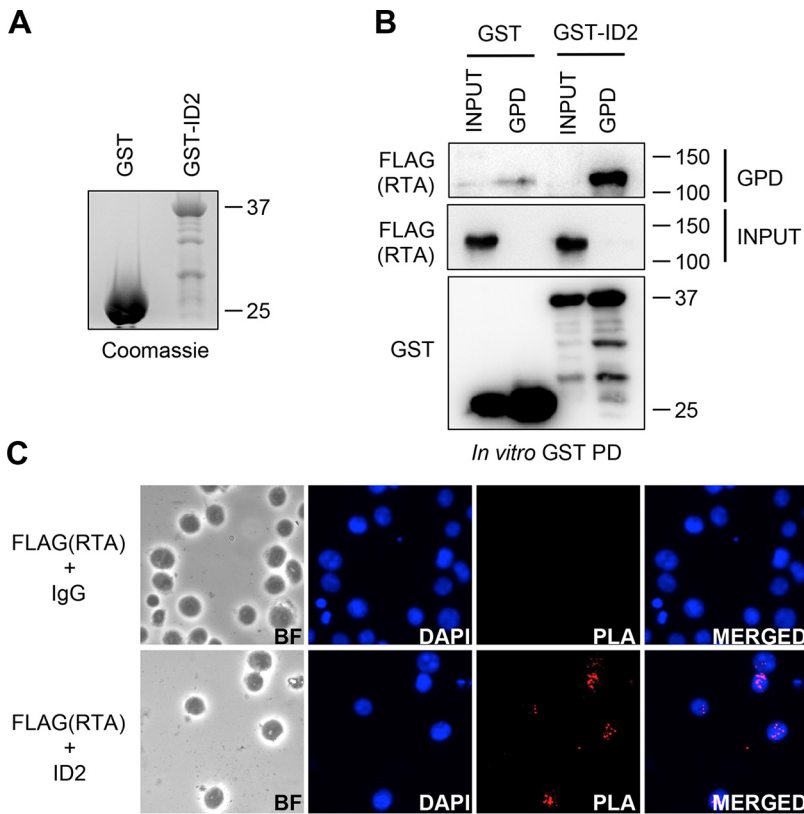 A
GST
GST-ID2
37
25
Coomassie
B
GST
GST-ID2
INPUT
GPD
INPUT
GPD
FLAG
(RTA)
150
100
GPD
FLAG
(RTA)
150
100
INPUT
GST
37
25
In vitro GST PD
C
FLAG(RTA)
+
IgG
BF
DAPI
PLA
MERGED
FLAG(RTA)
+
ID2
BF
DAPI
PLA
MERGED